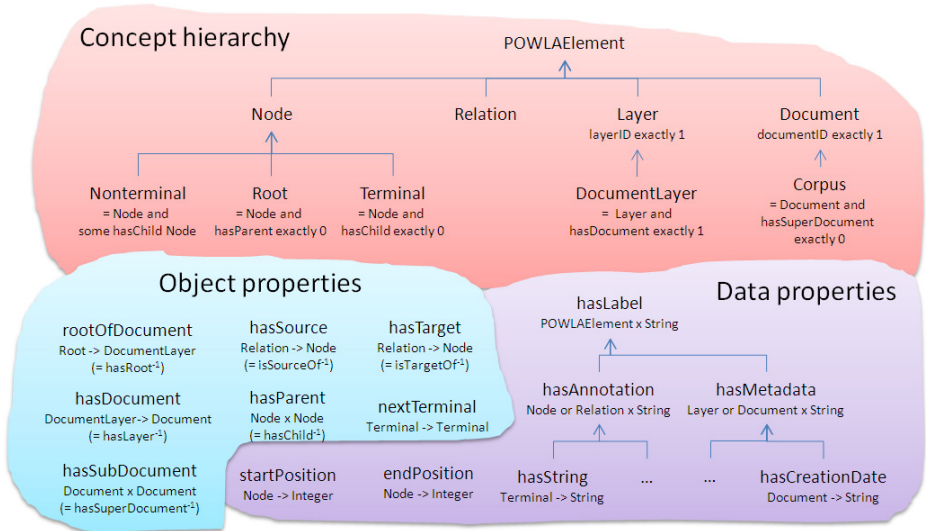 Concept hierarchy
POWLAElement
Node
Relation
Layer
layerID exactly 1
Document
documentID exactly 1
Nonterminal
= Node and
some hasChild Node
Root
= Node and
hasParent exactly 0
Terminal
= Node and
hasChild exactly 0
DocumentLayer
= Layer and
hasDocument exactly 1
Corpus
= Document and
hasSuperDocument
exactly 0
Object properties
rootOfDocument
Root -> DocumentLayer
(= hasRoot⁻¹)
hasSource
Relation -> Node
(= isSourceOf⁻¹)
hasTarget
Relation -> Node
(= isTargetOf⁻¹)
hasDocument
DocumentLayer-> Document
(= hasLayer⁻¹)
hasParent
Node x Node
(= hasChild⁻¹)
nextTerminal
Terminal -> Terminal
hasSubDocument
Document x Document
(= hasSuperDocument⁻¹)
Data properties
hasLabel
POWLAElement x String
hasAnnotation
Node or Relation x String
hasMetadata
Layer or Document x String
startPosition
Node -> Integer
endPosition
Node -> Integer
hasString
Terminal -> String
...
...
hasCreationDate
Document -> String